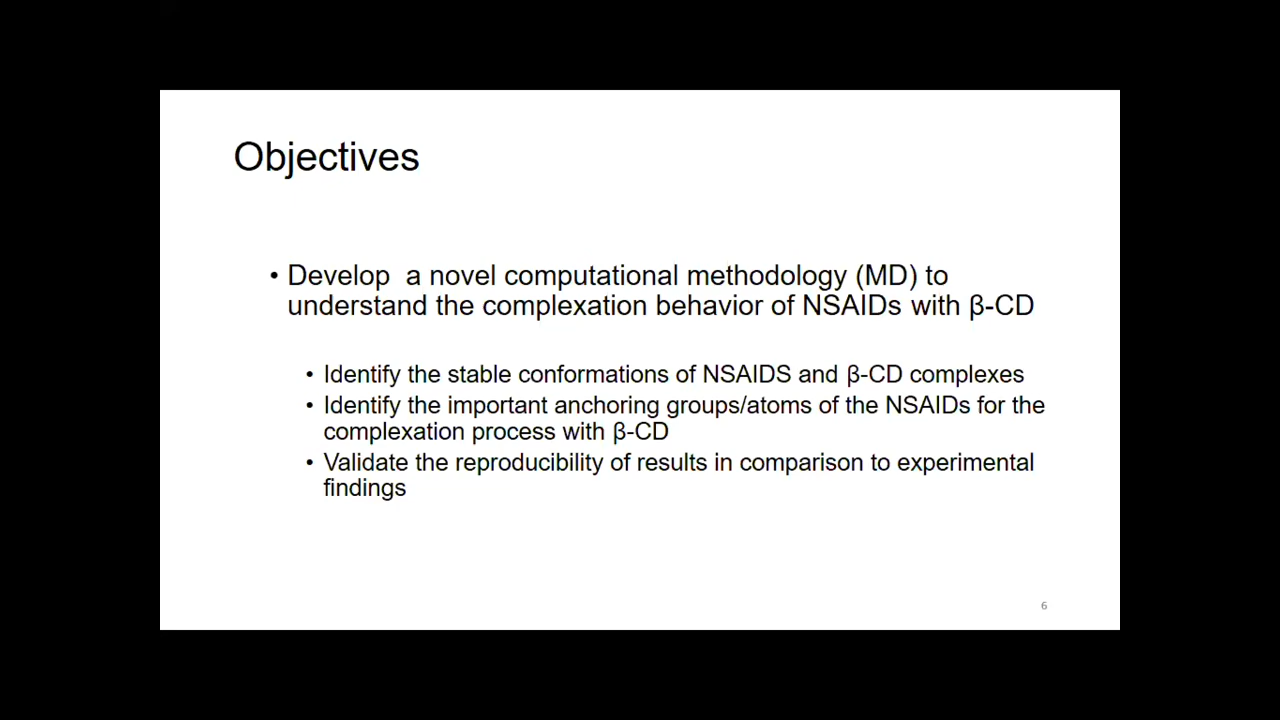 Objectives
• Develop  a novel computational methodology (MD) to
understand the complexation behavior of NSAIDs with β-CD
• Identify the stable conformations of NSAIDS and β-CD complexes
• Identify the important anchoring groups/atoms of the NSAIDs for the
complexation process with β-CD
• Validate the reproducibility of results in comparison to experimental
findings
6